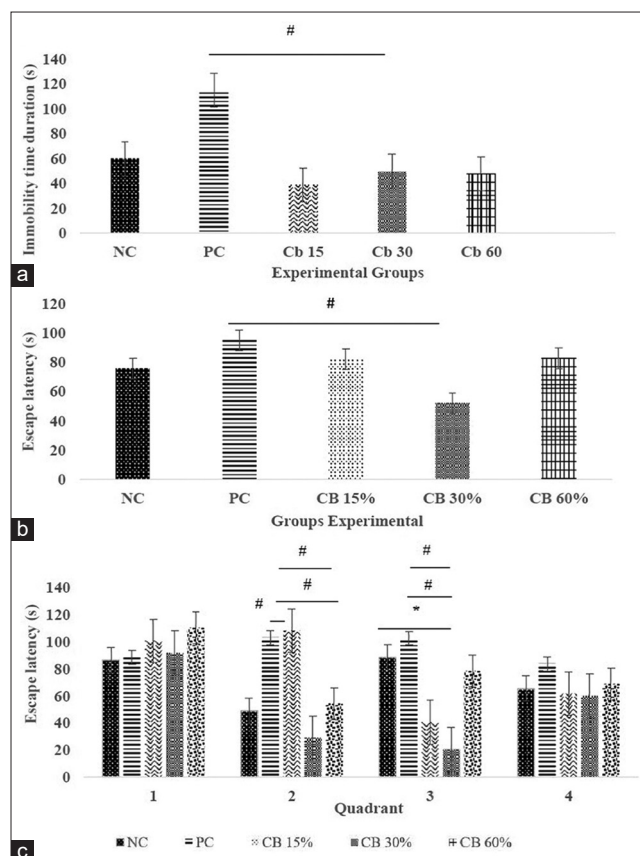 #
140
120
100
80
60
40
20
0
Immobility time duration (s)
NC PC Cb 15 Cb 30 Cb 60
Experimental Groups
a
#
120
100
80
60
40
20
0
Escape latency (s)
NC PC CB 15% CB 30% CB 60%
Groups Experimental
b
# #
# # #
*
140
120
100
80
60
40
20
0
Escape latency (s)
1 2 3 4
Quadrant
NC PC CB 15% CB 30% CB 60%
c